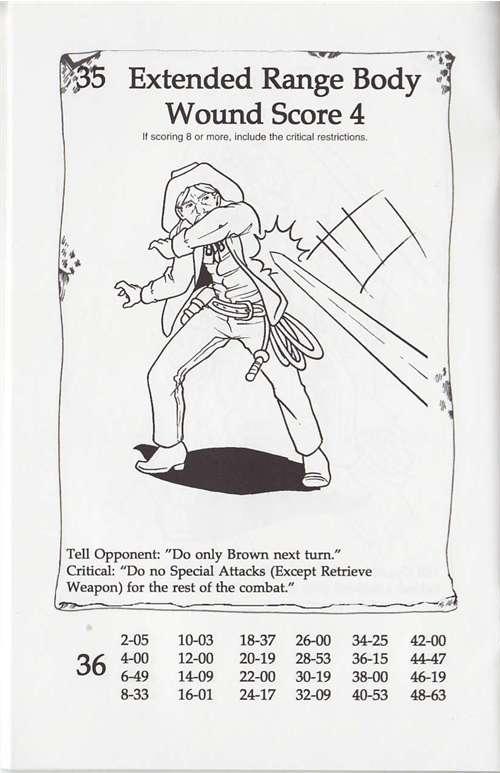 35 Extended Range Body
Wound Score 4
If scoring 8 or more, include the critical restrictions.
Tell Opponent: "Do only Brown next turn."
Critical: "Do no Special Attacks (Except Retrieve
Weapon) for the rest of the combat."
36
2-05 10-03 18-37 26-00 34-25 42-00
4-00 12-00 20-19 28-53 36-15 44-47
6-49 14-09 22-00 30-19 38-00 46-19
8-33 16-01 24-17 32-09 40-53 48-63